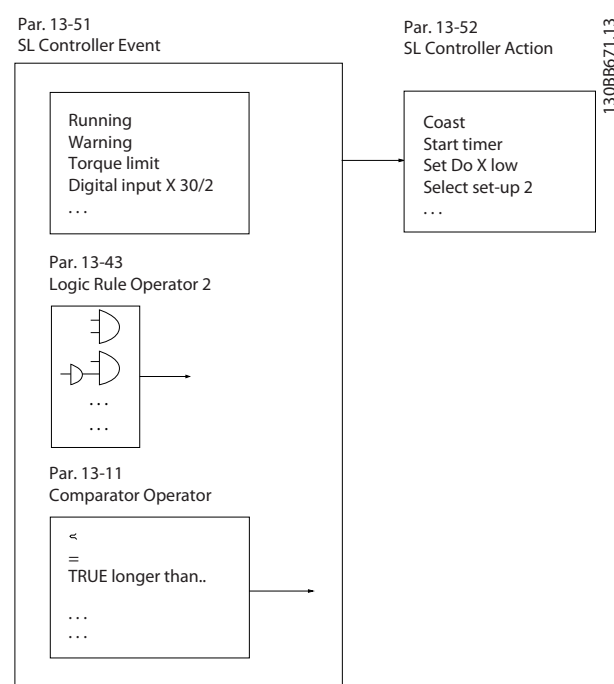 Par. 13-51
SL Controller Event
Running
Warning
Torque limit
Digital input X 30/2
. . .
Par. 13-43
Logic Rule Operator 2
. . .
. . .
Par. 13-11
Comparator Operator
=
TRUE longer than..
. . .
. . .
Par. 13-52
SL Controller Action
Coast
Start timer
Set Do X low
Select set-up 2
. . .
130BB671.13